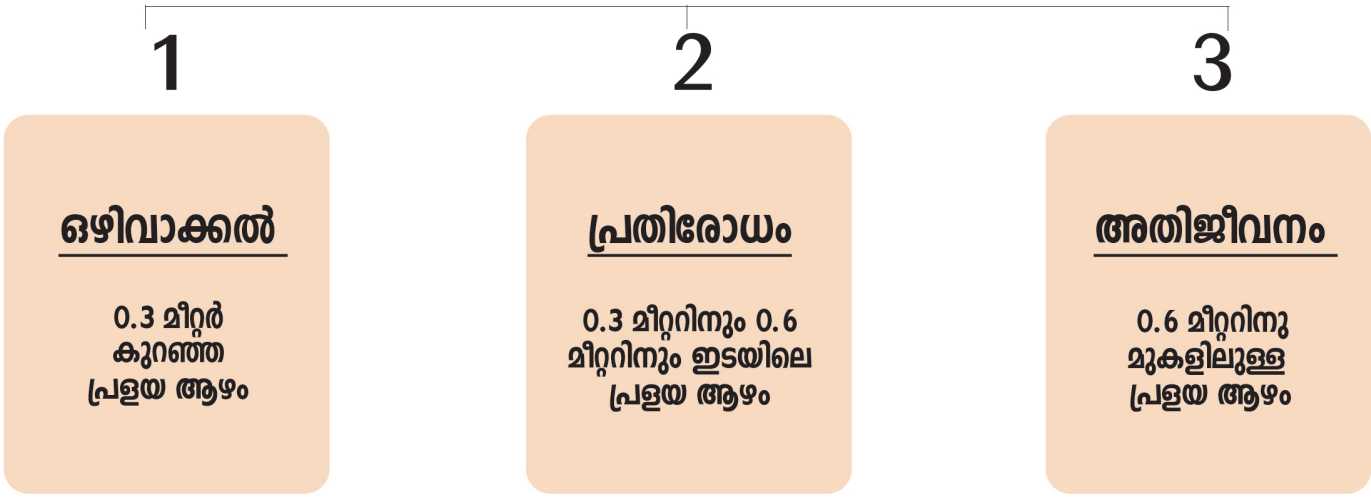 1
ഒഴിവാക്കൽ
0.3 മീറ്റർ
കുറഞ്ഞ
പ്രളയ ആഴം
2
പ്രതിരോധം
0.3 മീറ്ററിനും 0.6
മീറ്ററിനും ഇടയിലെ
പ്രളയ ആഴം
3
അതിജീവനം
0.6 മീറ്ററിനു
മുകളിലുള്ള
പ്രളയ ആഴം